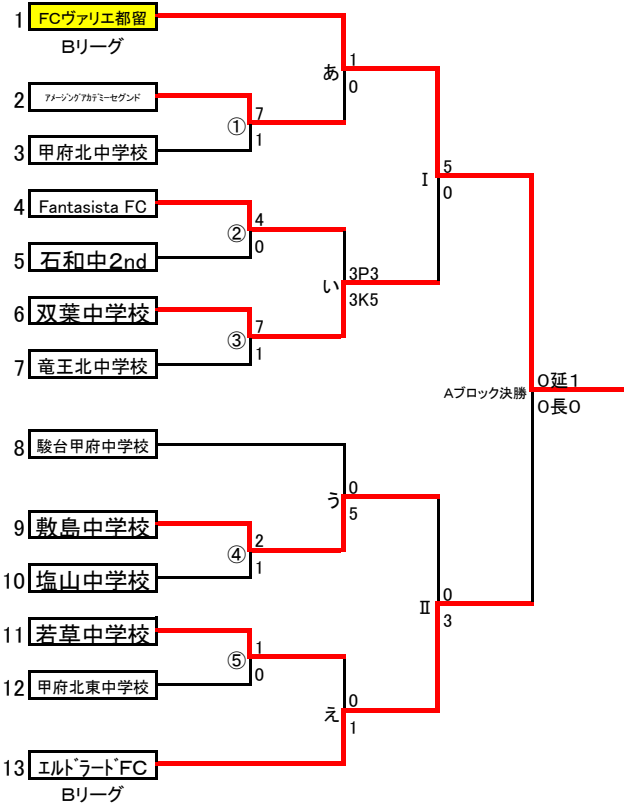 1 FCヴァリエ都留
Bリーグ
あ
1
0
2 アメージングアカデミーセグンド
①
7
1
3 甲府北中学校
Ⅰ
5
0
4 Fantasista FC
②
4
0
5 石和中2nd
い
3P3
3K5
6 双葉中学校
③
7
1
7 竜王北中学校
Aブロック決勝
0延1
0長0
8 駿台甲府中学校
う
0
5
9 敷島中学校
④
2
1
10 塩山中学校
Ⅱ
0
3
11 若草中学校
⑤
1
0
12 甲府北東中学校
え
0
1
13 エルドラードFC
Bリーグ